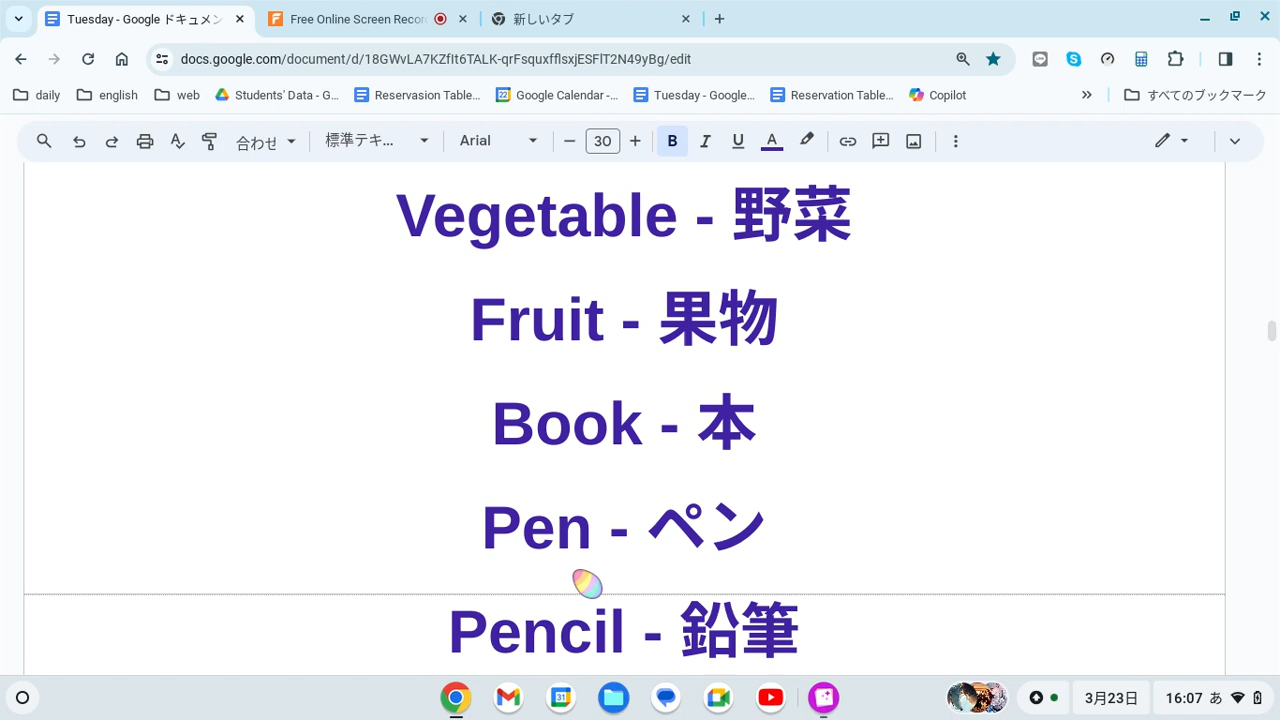 Tuesday - Google ドキュメン
Free Online Screen Recor
新しいタブ
docs.google.com/document/d/18GWvLA7KZfIt6TALK-qrFsquxfflsxjESFlT2N49yBg/edit
daily
english
web
Students' Data - G...
Reservasion Table...
Google Calendar -...
Tuesday - Google...
Reservation Table...
Copilot
すべてのブックマーク
合わせ
標準テキ...
Arial
30
B
I
U
A
Vegetable - 野菜
Fruit - 果物
Book - 本
Pen - ペン
Pencil - 鉛筆
3月23日
16:07 あ